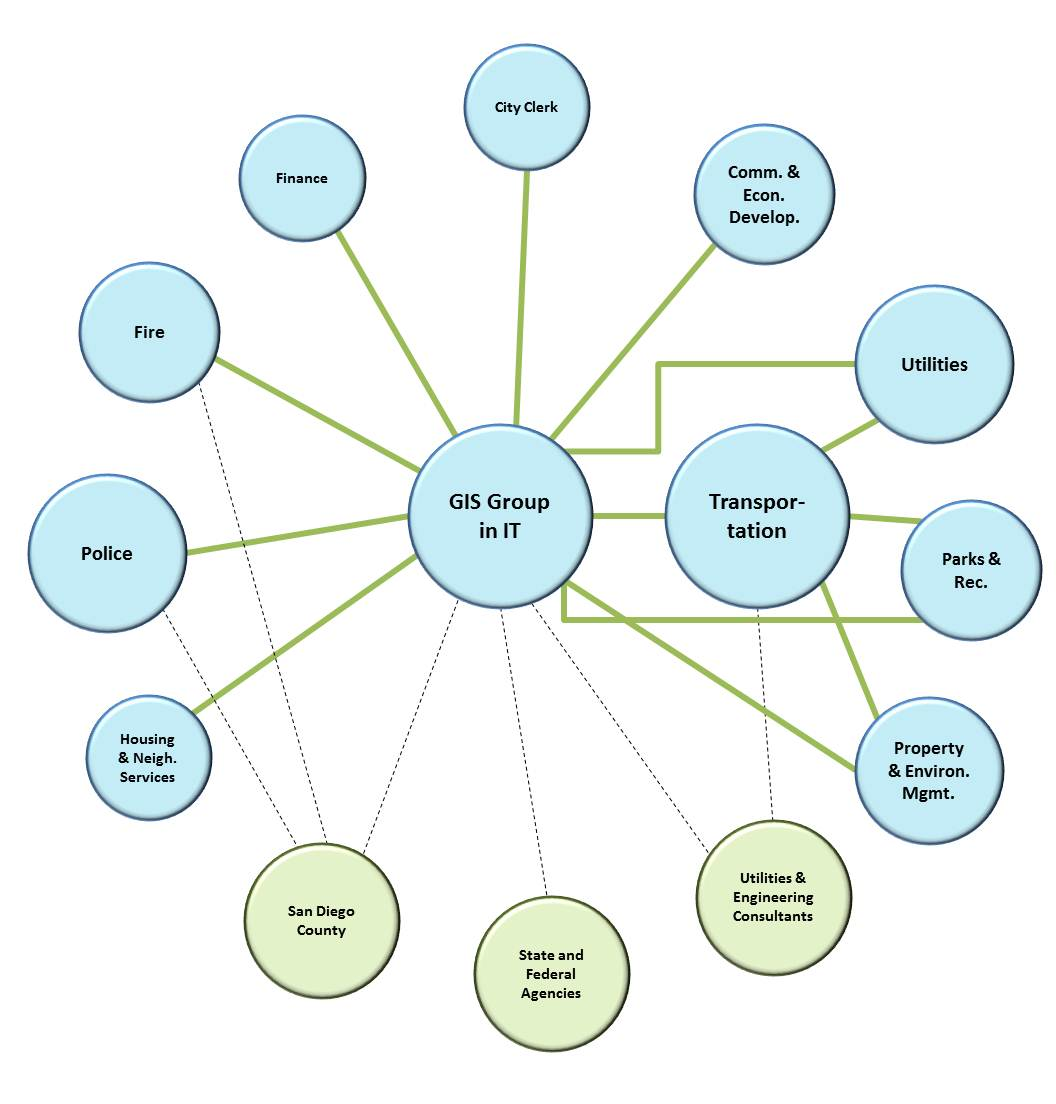 City Clerk
Finance
Comm. &
Econ.
Develop.
Fire
Utilities
GIS Group
in IT
Transpor-
tation
Police
Parks &
Rec.
Housing
& Neigh.
Services
Property
& Environ.
Mgmt.
San Diego
County
State and
Federal
Agencies
Utilities &
Engineering
Consultants